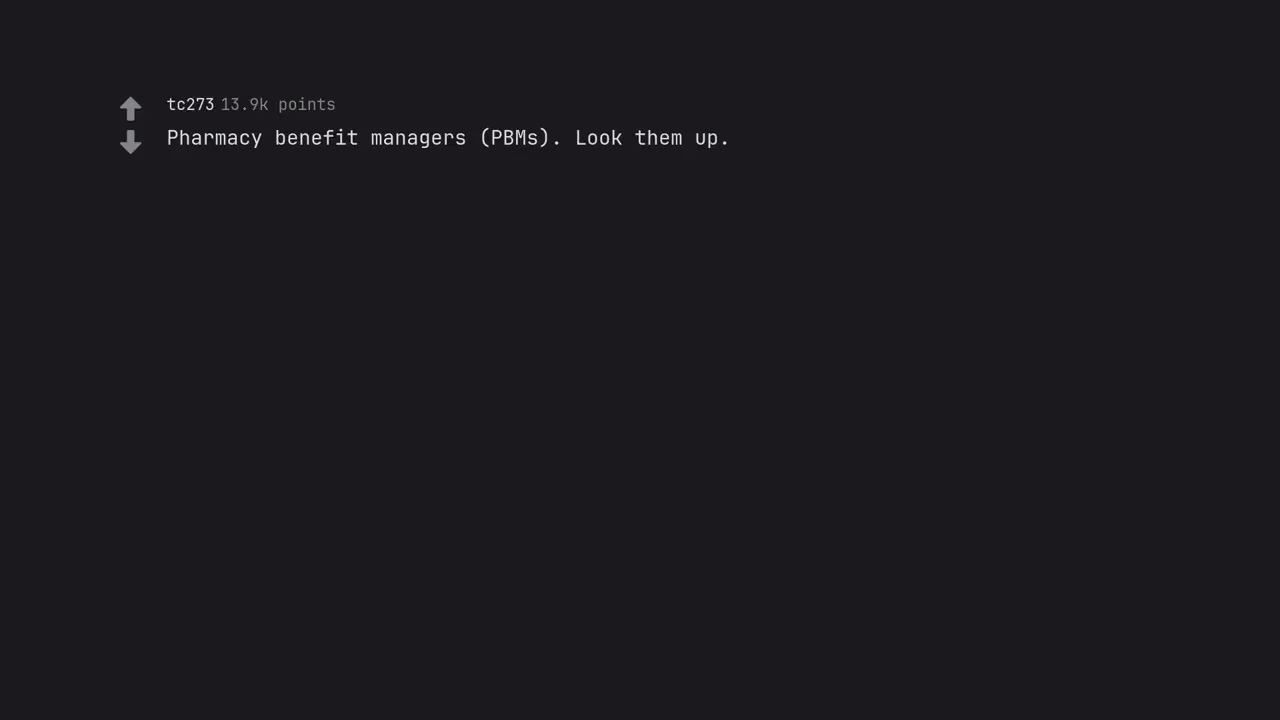 tc273 13.9k points
Pharmacy benefit managers (PBMs). Look them up.